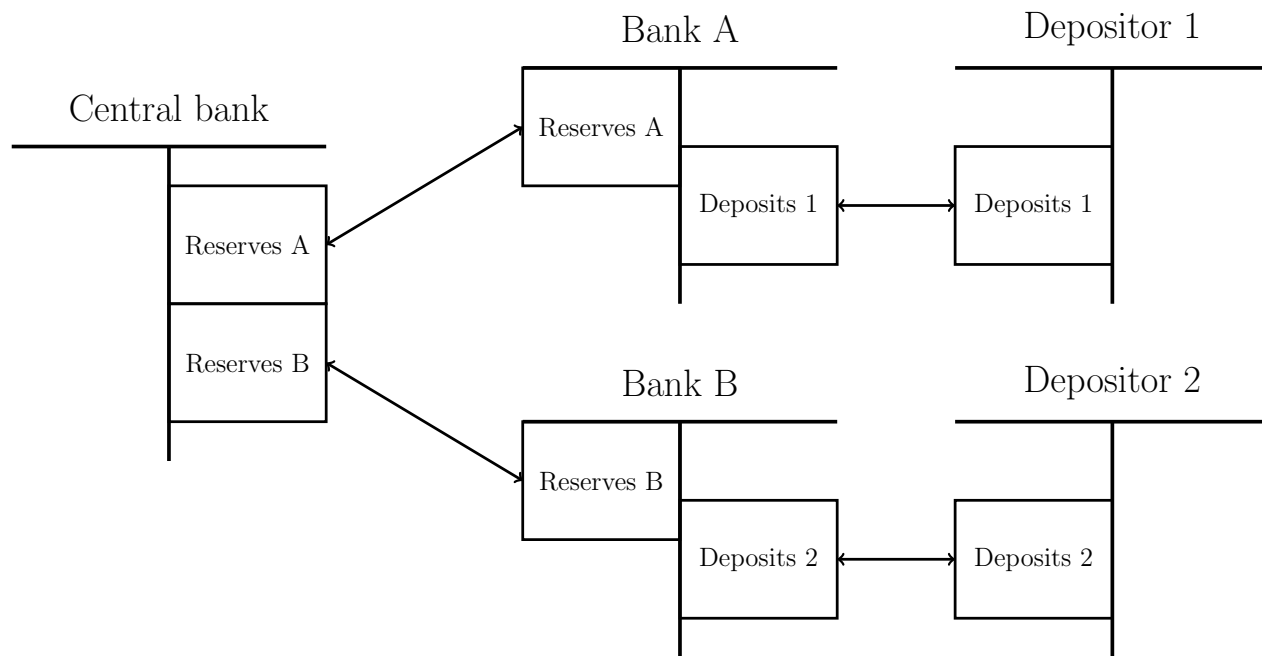 Bank A
Depositor 1
Central bank
Reserves A
Deposits 1
Deposits 1
Reserves A
Reserves B
Bank B
Depositor 2
Reserves B
Deposits 2
Deposits 2